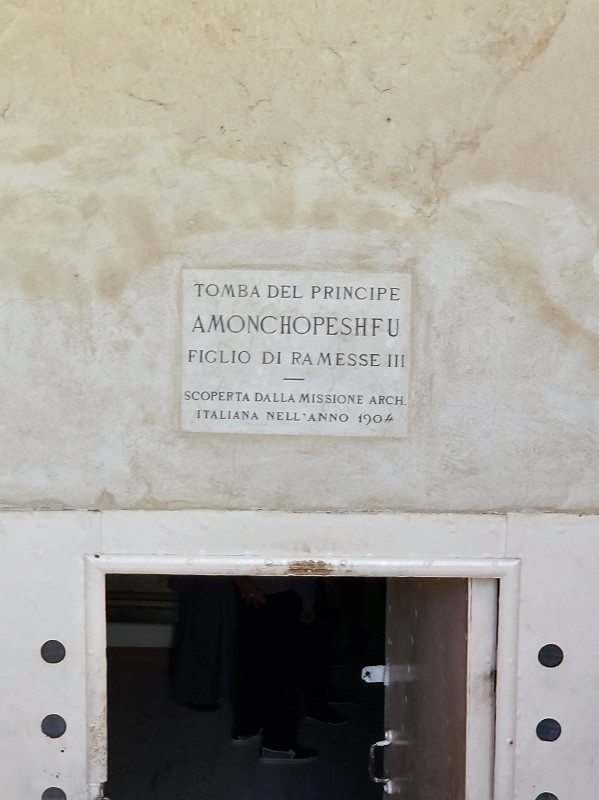 TOMBA DEL PRINCIPE
AMONCHOPESHFU
FIGLIO DI RAMESSE III
SCOPERTA DALLA MISSIONE ARCH.
ITALIANA NELL'ANNO 1904